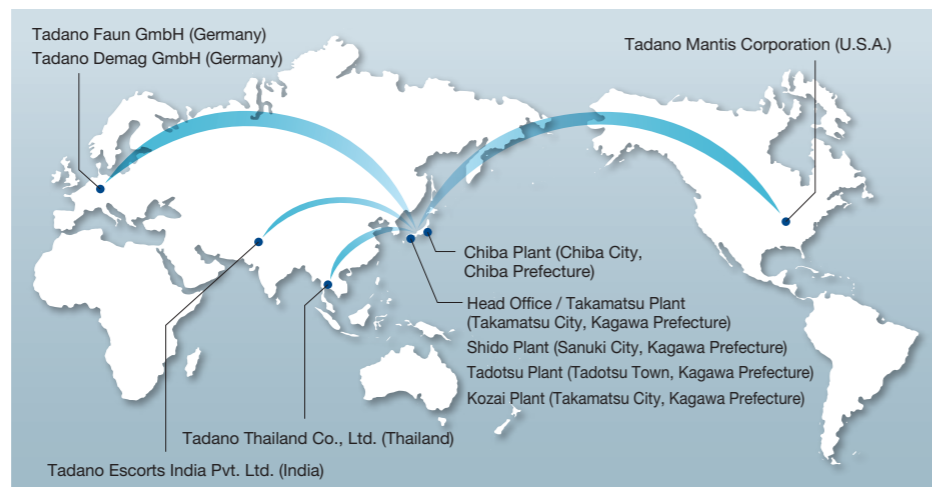 Tadano Faun GmbH (Germany)
Tadano Demag GmbH (Germany)
Tadano Mantis Corporation (U.S.A.)
Chiba Plant (Chiba City,
Chiba Prefecture)
Head Office / Takamatsu Plant
(Takamatsu City, Kagawa Prefecture)
Shido Plant (Sanuki City, Kagawa Prefecture)
Tadotsu Plant (Tadotsu Town, Kagawa Prefecture)
Kozai Plant (Takamatsu City, Kagawa Prefecture)
Tadano Thailand Co., Ltd. (Thailand)
Tadano Escorts India Pvt. Ltd. (India)